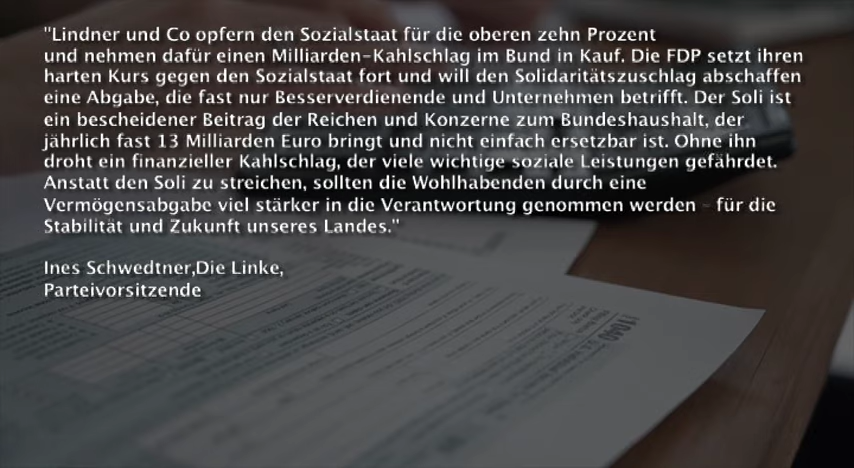 "Lindner und Co opfern den Sozialstaat für die oberen zehn Prozent
und nehmen dafür einen Milliarden-Kahlschlag im Bund in Kauf. Die FDP setzt ihren
harten Kurs gegen den Sozialstaat fort und will den Solidaritätszuschlag abschaffen
eine Abgabe, die fast nur Besserverdienende und Unternehmen betrifft. Der Soli ist
ein bescheidener Beitrag der Reichen und Konzerne zum Bundeshaushalt, der
jährlich fast 13 Milliarden Euro bringt und nicht einfach ersetzbar ist. Ohne ihn
droht ein finanzieller Kahlschlag, der viele wichtige soziale Leistungen gefährdet.
Anstatt den Soli zu streichen, sollten die Wohlhabenden durch eine
Vermögensabgabe viel stärker in die Verantwortung genommen werden – für die
Stabilität und Zukunft unseres Landes."
Ines Schwedtner,Die Linke,
Parteivorsitzende
1040